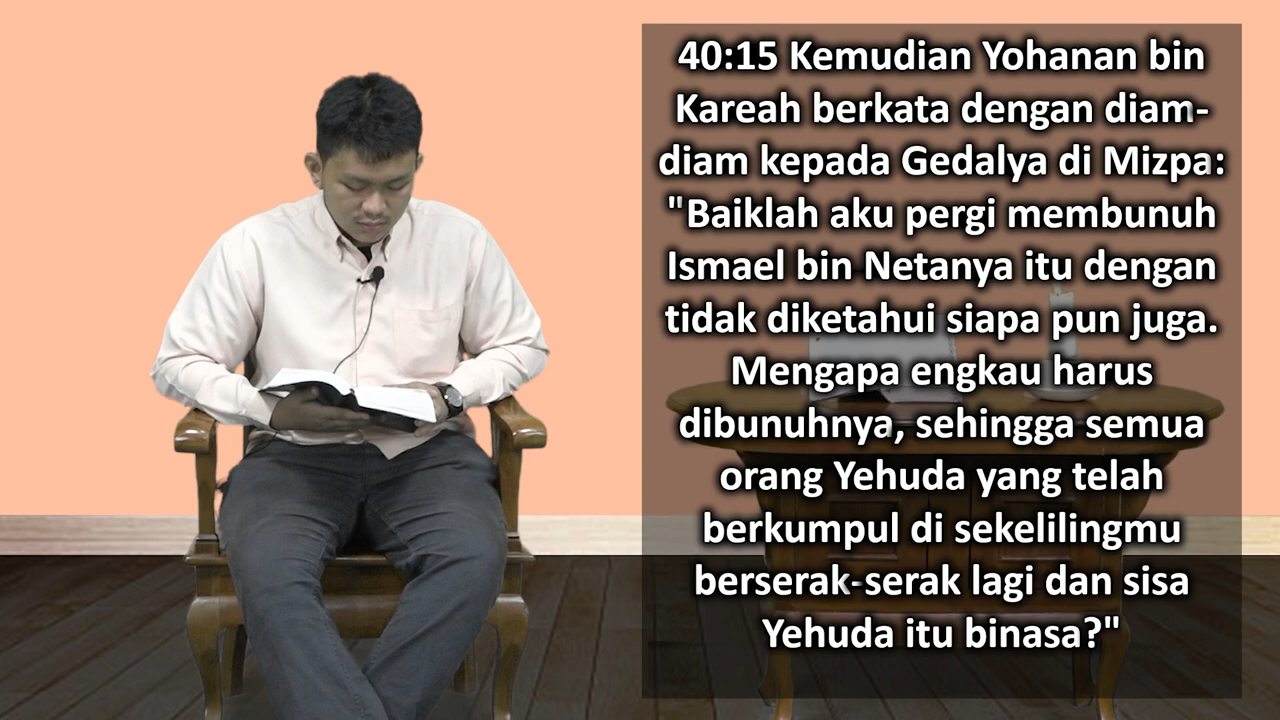 40:15 Kemudian Yohanan bin
Kareah berkata dengan diam-
diam kepada Gedalya di Mizpa:
"Baiklah aku pergi membunuh
Ismael bin Netanya itu dengan
tidak diketahui siapa pun juga.
Mengapa engkau harus
dibunuhnya, sehingga semua
orang Yehuda yang telah
berkumpul di sekelilingmu
berserak-serak lagi dan sisa
Yehuda itu binasa?"